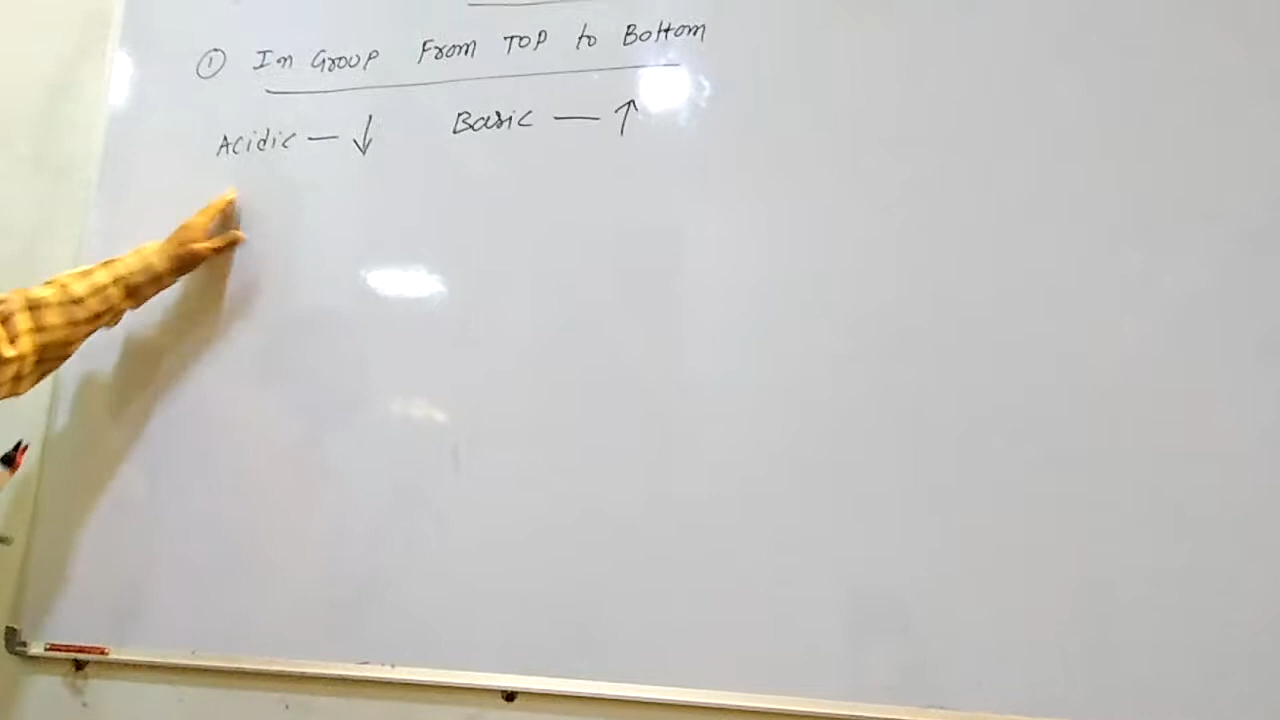 ① In Group From Top to Bottom
Acidic — ↓ Basic — ↑